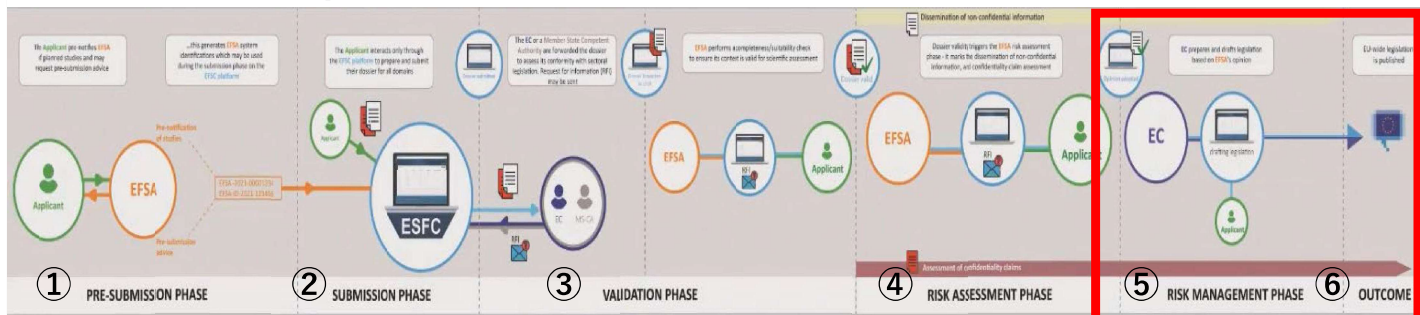 The Applicant pre-notifies EFSA
if planned studies and may
request pre-submission advice
...this generates EFSA system
identifications which may be used
during the submission phase on the
EFSC platform
Pre-notification
of studies
Applicant
EFSA
Pre-submission
advice
①
PRE-SUBMISSION PHASE
The Applicant interacts only through
the EFSC platform to prepare and submit
their dossier for all domains
Applicant
ESFC
②
SUBMISSION PHASE
The EC or a Member State Competent
Authority are forwarded the dossier
to assess its conformity with sectoral
legislation. Request for information (RFI)
may be sent
RFI
EC
EFSA performs a completeness/suitability check
to ensure its content is valid for scientific assessment
EFSA
RFI
Applicant
③
VALIDATION PHASE
Dissemination of non-confidential information
Dossier valid
Dossier validity triggers the EFSA risk assessment
phase - it marks the dissemination of non-confidential
information, and confidentiality claim assessment
EFSA
RFI
Applicant
Assessment of confidentiality claims
④
RISK ASSESSMENT PHASE
EC prepares and drafts legislation
based on EFSA's opinion
EC
drafting legislation
Applicant
⑤
RISK MANAGEMENT PHASE
EU-wide legislation
is published
⑥
OUTCOME